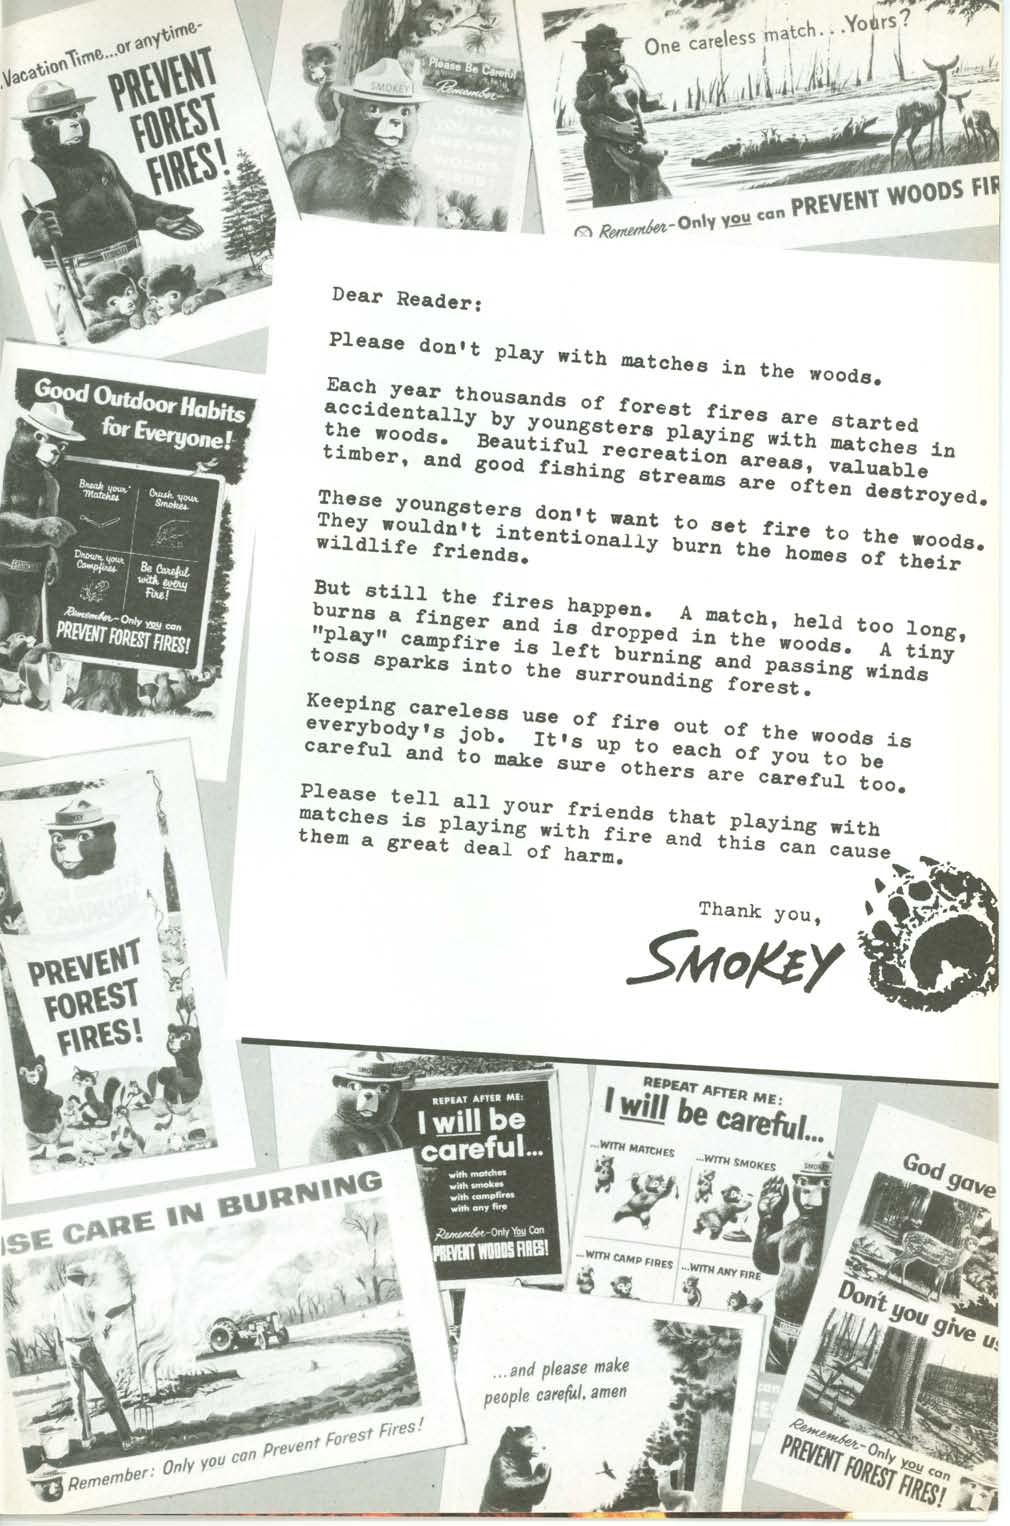 .Vacation Time...or anytime-
PREVENT
FOREST
FIRES!
SMOKEY
Please Be Careful
Remember-
ONLY
YOU CAN
PREVENT
WOODS
FIRES!
One careless match...Yours?
Remember-Only you can PREVENT WOODS FIR
Dear Reader:
Please don't play with matches in the woods.
Each year thousands of forest fires are started
accidentally by youngsters playing with matches in
the woods. Beautiful recreation areas, valuable
timber, and good fishing streams are often destroyed.
These youngsters don't want to set fire to the woods.
They wouldn't intentionally burn the homes of their
wildlife friends.
But still the fires happen. A match, held too long,
burns a finger and is dropped in the woods. A tiny
"play" campfire is left burning and passing winds
toss sparks into the surrounding forest.
Keeping careless use of fire out of the woods is
everybody's job. It's up to each of you to be
careful and to make sure others are careful too.
Please tell all your friends that playing with
matches is playing with fire and this can cause
them a great deal of harm.
Thank you,
SMOKEY
Good Outdoor Habits
for Everyone!
Break your
Matches
Crush your
Smokes
Drown your
Campfires
Be Careful
with every
Fire!
Remember-Only you can
PREVENT FOREST FIRES!
SMOKEY
CAMPAIGN
PREVENT
FOREST
FIRES!
REPEAT AFTER ME:
I will be
careful...
with matches
with smokes
with campfires
with any fire
Remember-Only You Can
PREVENT WOODS FIRES!
REPEAT AFTER ME:
I will be careful...
...WITH MATCHES
...WITH SMOKES
SMOKEY
...WITH CAMP FIRES
...WITH ANY FIRE
God gave
Don't you give us
Remember-Only you can
PREVENT FOREST FIRES!
USE CARE IN BURNING
Remember: Only you can Prevent Forest Fires!
...and please make
people careful, amen